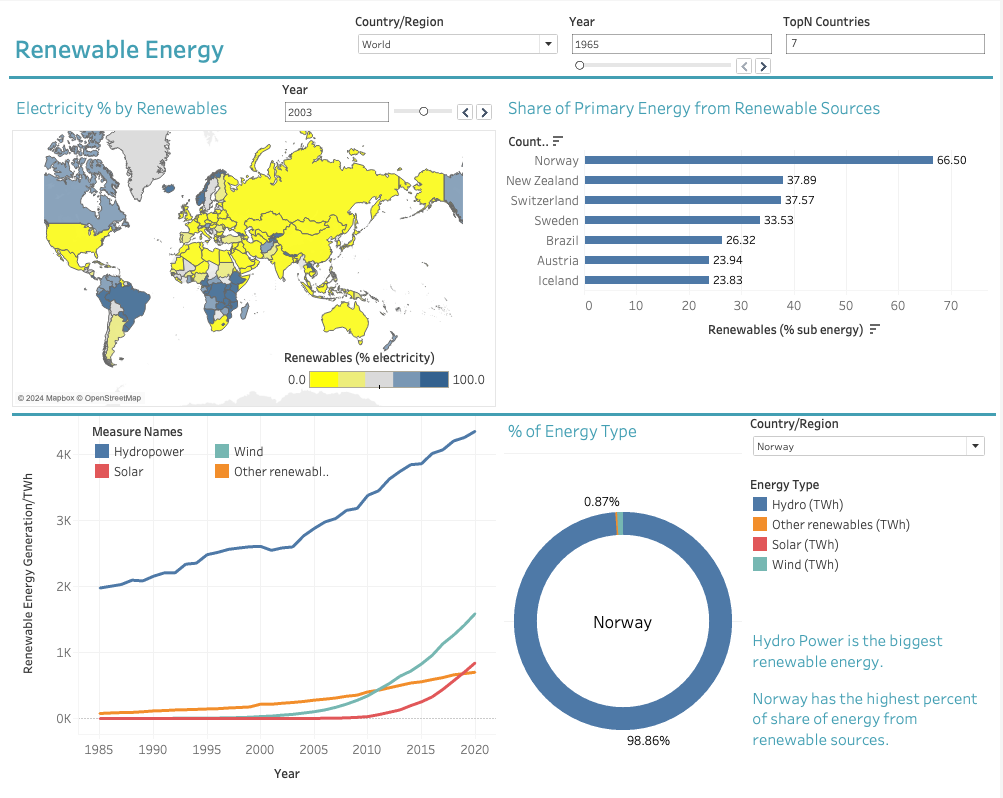 Renewable Energy
Country/Region
World
Year
1965
TopN Countries
7
Electricity % by Renewables
Year
2003
Renewables (% electricity)
0.0
100.0
© 2024 Mapbox © OpenStreetMap
Share of Primary Energy from Renewable Sources
Count..
Norway 66.50
New Zealand 37.89
Switzerland 37.57
Sweden 33.53
Brazil 26.32
Austria 23.94
Iceland 23.83
0 10 20 30 40 50 60 70
Renewables (% sub energy)
Measure Names
Hydropower
Wind
Solar
Other renewabl..
Renewable Energy Generation/TWh
4K
3K
2K
1K
0K
1985 1990 1995 2000 2005 2010 2015 2020
Year
% of Energy Type
0.87%
Norway
98.86%
Country/Region
Norway
Energy Type
Hydro (TWh)
Other renewables (TWh)
Solar (TWh)
Wind (TWh)
Hydro Power is the biggest
renewable energy.
Norway has the highest percent
of share of energy from
renewable sources.